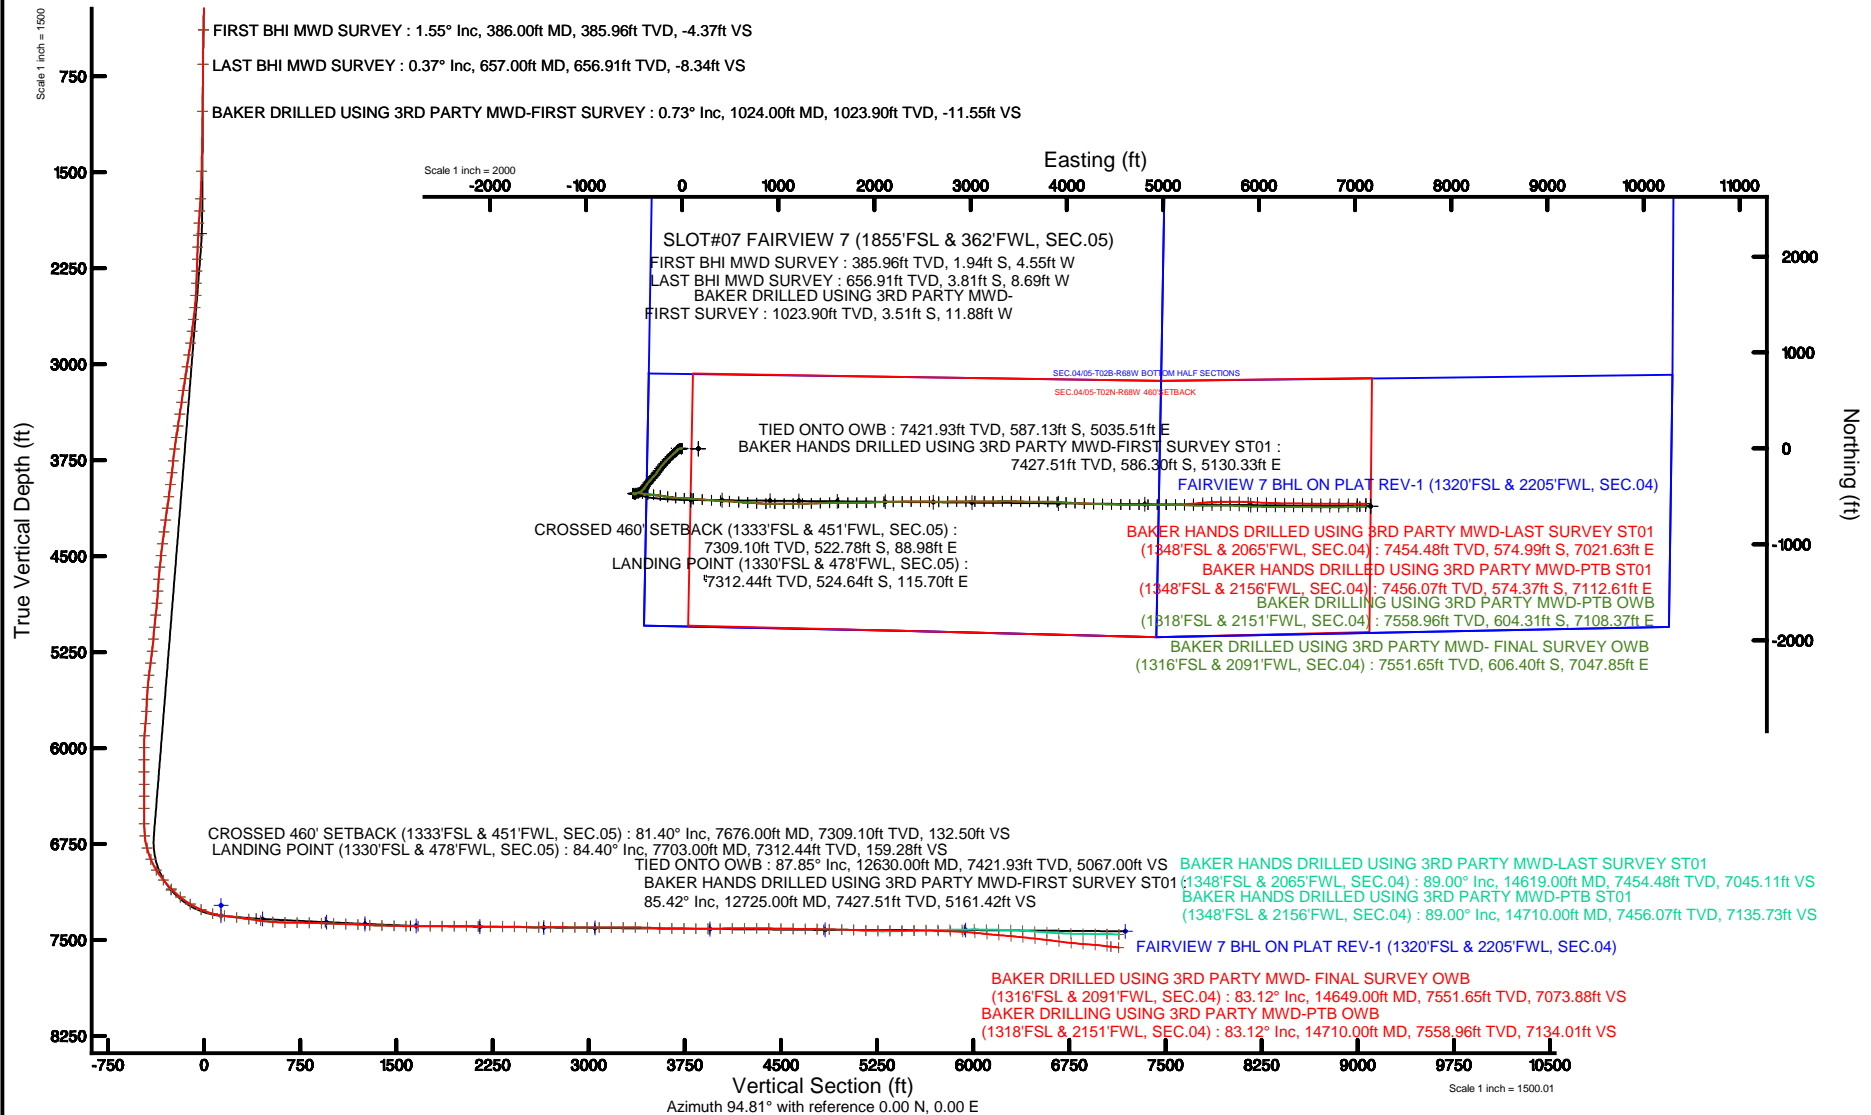 Scale 1 inch = 1500
FIRST BHI MWD SURVEY : 1.55° Inc, 386.00ft MD, 385.96ft TVD, -4.37ft VS
LAST BHI MWD SURVEY : 0.37° Inc, 657.00ft MD, 656.91ft TVD, -8.34ft VS
BAKER DRILLED USING 3RD PARTY MWD-FIRST SURVEY : 0.73° Inc, 1024.00ft MD, 1023.90ft TVD, -11.55ft VS
750
1500
2250
3000
3750
4500
5250
6000
6750
7500
8250
True Vertical Depth (ft)
Easting (ft)
Scale 1 inch = 2000
-2000 -1000 0 1000 2000 3000 4000 5000 6000 7000 8000 9000 10000 11000
SLOT#07 FAIRVIEW 7 (1855'FSL & 362'FWL, SEC.05)
FIRST BHI MWD SURVEY : 385.96ft TVD, 1.94ft S, 4.55ft W
LAST BHI MWD SURVEY : 656.91ft TVD, 3.81ft S, 8.69ft W
BAKER DRILLED USING 3RD PARTY MWD-
FIRST SURVEY : 1023.90ft TVD, 3.51ft S, 11.88ft W
2000
1000
0
-1000
-2000
Northing (ft)
SEC.04/05-T02B-R68W BOTTOM HALF SECTIONS
SEC.04/05-T02N-R68W 460'SETBACK
TIED ONTO OWB : 7421.93ft TVD, 587.13ft S, 5035.51ft E
BAKER HANDS DRILLED USING 3RD PARTY MWD-FIRST SURVEY ST01 :
7427.51ft TVD, 586.30ft S, 5130.33ft E
FAIRVIEW 7 BHL ON PLAT REV-1 (1320'FSL & 2205'FWL, SEC.04)
CROSSED 460' SETBACK (1333'FSL & 451'FWL, SEC.05) :
7309.10ft TVD, 522.78ft S, 88.98ft E
LANDING POINT (1330'FSL & 478'FWL, SEC.05) :
7312.44ft TVD, 524.64ft S, 115.70ft E
BAKER HANDS DRILLED USING 3RD PARTY MWD-LAST SURVEY ST01
(1348'FSL & 2065'FWL, SEC.04) : 7454.48ft TVD, 574.99ft S, 7021.63ft E
BAKER HANDS DRILLED USING 3RD PARTY MWD-PTB ST01
(1348'FSL & 2156'FWL, SEC.04) : 7456.07ft TVD, 574.37ft S, 7112.61ft E
BAKER DRILLING USING 3RD PARTY MWD-PTB OWB
(1318'FSL & 2151'FWL, SEC.04) : 7558.96ft TVD, 604.31ft S, 7108.37ft E
BAKER DRILLED USING 3RD PARTY MWD- FINAL SURVEY OWB
(1316'FSL & 2091'FWL, SEC.04) : 7551.65ft TVD, 606.40ft S, 7047.85ft E
CROSSED 460' SETBACK (1333'FSL & 451'FWL, SEC.05) : 81.40° Inc, 7676.00ft MD, 7309.10ft TVD, 132.50ft VS
LANDING POINT (1330'FSL & 478'FWL, SEC.05) : 84.40° Inc, 7703.00ft MD, 7312.44ft TVD, 159.28ft VS
TIED ONTO OWB : 87.85° Inc, 12630.00ft MD, 7421.93ft TVD, 5067.00ft VS
BAKER HANDS DRILLED USING 3RD PARTY MWD-FIRST SURVEY ST01 :
85.42° Inc, 12725.00ft MD, 7427.51ft TVD, 5161.42ft VS
BAKER HANDS DRILLED USING 3RD PARTY MWD-LAST SURVEY ST01
(1348'FSL & 2065'FWL, SEC.04) : 89.00° Inc, 14619.00ft MD, 7454.48ft TVD, 7045.11ft VS
BAKER HANDS DRILLED USING 3RD PARTY MWD-PTB ST01
(1348'FSL & 2156'FWL, SEC.04) : 89.00° Inc, 14710.00ft MD, 7456.07ft TVD, 7135.73ft VS
FAIRVIEW 7 BHL ON PLAT REV-1 (1320'FSL & 2205'FWL, SEC.04)
BAKER DRILLED USING 3RD PARTY MWD- FINAL SURVEY OWB
(1316'FSL & 2091'FWL, SEC.04) : 83.12° Inc, 14649.00ft MD, 7551.65ft TVD, 7073.88ft VS
BAKER DRILLING USING 3RD PARTY MWD-PTB OWB
(1318'FSL & 2151'FWL, SEC.04) : 83.12° Inc, 14710.00ft MD, 7558.96ft TVD, 7134.01ft VS
-750 0 750 1500 2250 3000 3750 4500 5250 6000 6750 7500 8250 9000 9750 10500
Vertical Section (ft)
Scale 1 inch = 1500.01
Azimuth 94.81° with reference 0.00 N, 0.00 E